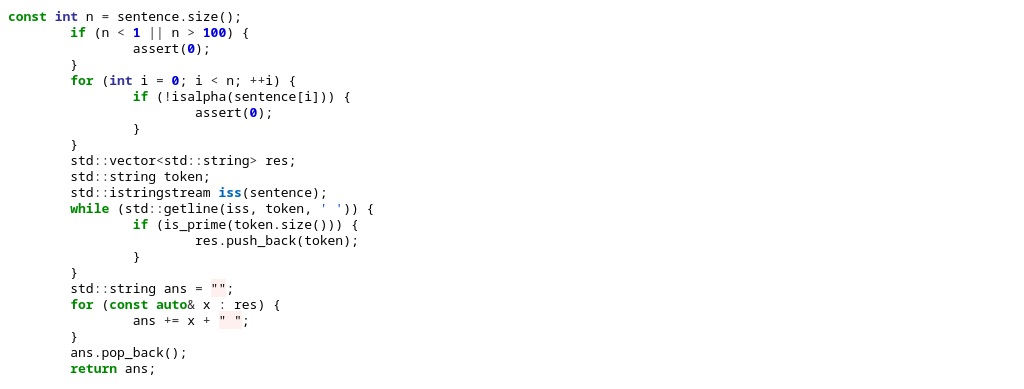 const int n = sentence.size();
        if (n < 1 || n > 100) {
                assert(0);
        }
        for (int i = 0; i < n; ++i) {
                if (!isalpha(sentence[i])) {
                        assert(0);
                }
        }
        std::vector<std::string> res;
        std::string token;
        std::istringstream iss(sentence);
        while (std::getline(iss, token, ' ')) {
                if (is_prime(token.size())) {
                        res.push_back(token);
                }
        }
        std::string ans = "";
        for (const auto& x : res) {
                ans += x + " ";
        }
        ans.pop_back();
        return ans;